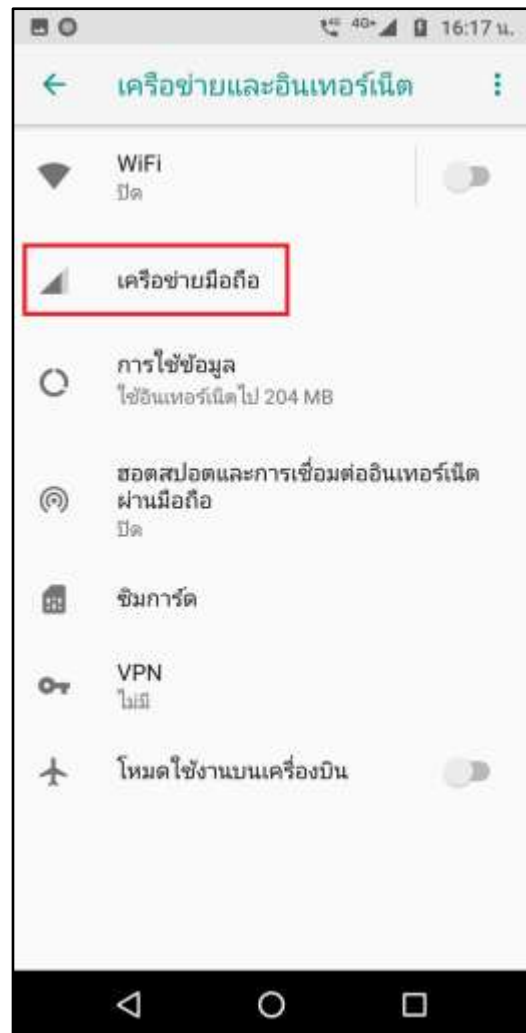 4G 4G+ 16:17 น.
เครือข่ายและอินเทอร์เน็ต
WiFi
ปิด
เครือข่ายมือถือ
การใช้ข้อมูล
ใช้อินเทอร์เน็ตไป 204 MB
ฮอตสปอตและการเชื่อมต่ออินเทอร์เน็ต
ผ่านมือถือ
ปิด
ซิมการ์ด
VPN
ไม่มี
โหมดใช้งานบนเครื่องบิน